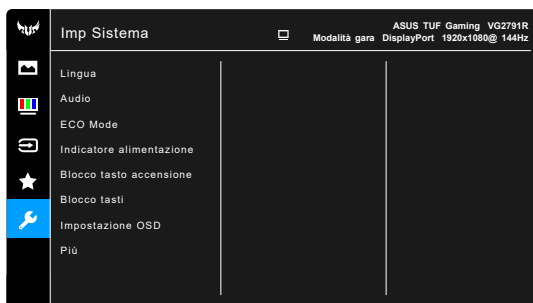 Imp Sistema
ASUS TUF Gaming VG2791R
Modalità gara DisplayPort 1920x1080@ 144Hz
Lingua
Audio
ECO Mode
Indicatore alimentazione
Blocco tasto accensione
Blocco tasti
Impostazione OSD
Più